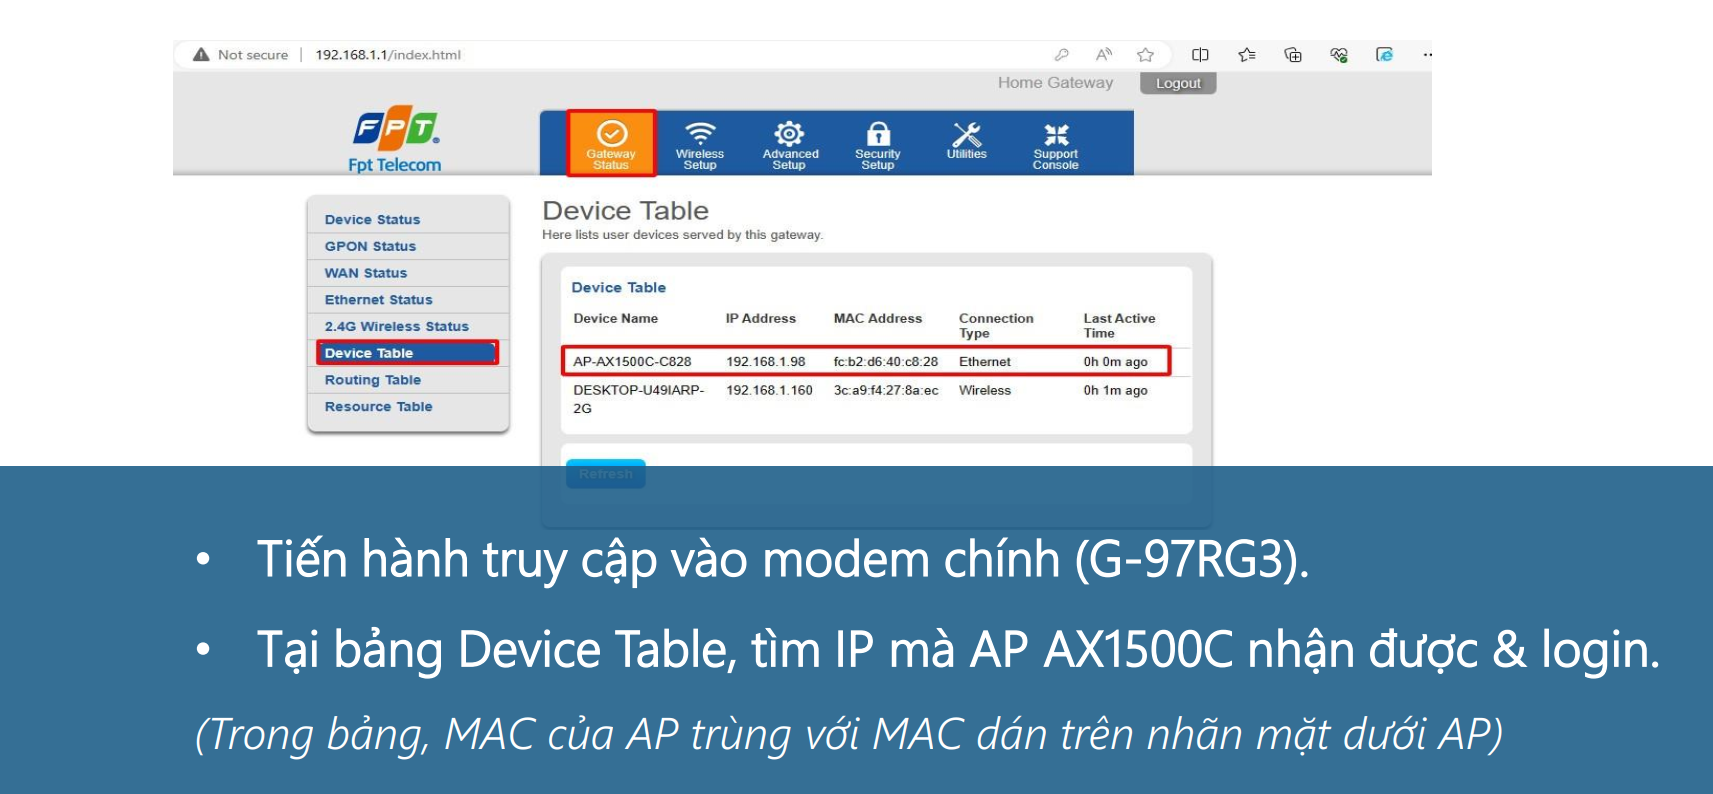 Not secure | 192.168.1.1/index.html
Home Gateway Logout
FPT.
Fpt Telecom
Gateway Status
Wireless Setup
Advanced Setup
Security Setup
Utilities
Support Console
Device Status
GPON Status
WAN Status
Ethernet Status
2.4G Wireless Status
Device Table
Routing Table
Resource Table
Device Table
Here lists user devices served by this gateway.
Device Table
Device Name IP Address MAC Address Connection Type Last Active Time
AP-AX1500C-C828 192.168.1.98 fc:b2:d6:40:c8:28 Ethernet 0h 0m ago
DESKTOP-U49IARP-2G 192.168.1.160 3c:a9:f4:27:8a:ec Wireless 0h 1m ago
Refresh
• Tiến hành truy cập vào modem chính (G-97RG3).
• Tại bảng Device Table, tìm IP mà AP AX1500C nhận được & login.
(Trong bảng, MAC của AP trùng với MAC dán trên nhãn mặt dưới AP)